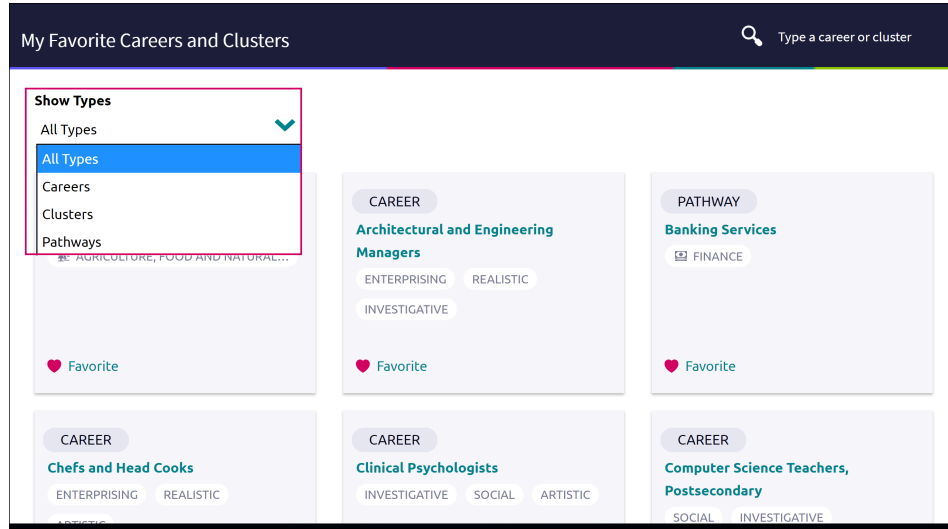 My Favorite Careers and Clusters
Type a career or cluster
Show Types
All Types
All Types
Careers
Clusters
Pathways
AGRICULTURE, FOOD AND NATURAL...
Favorite
CAREER
Architectural and Engineering
Managers
ENTERPRISING REALISTIC
INVESTIGATIVE
Favorite
PATHWAY
Banking Services
FINANCE
Favorite
CAREER
Chefs and Head Cooks
ENTERPRISING REALISTIC
ARTISTIC
CAREER
Clinical Psychologists
INVESTIGATIVE SOCIAL ARTISTIC
CAREER
Computer Science Teachers,
Postsecondary
SOCIAL INVESTIGATIVE